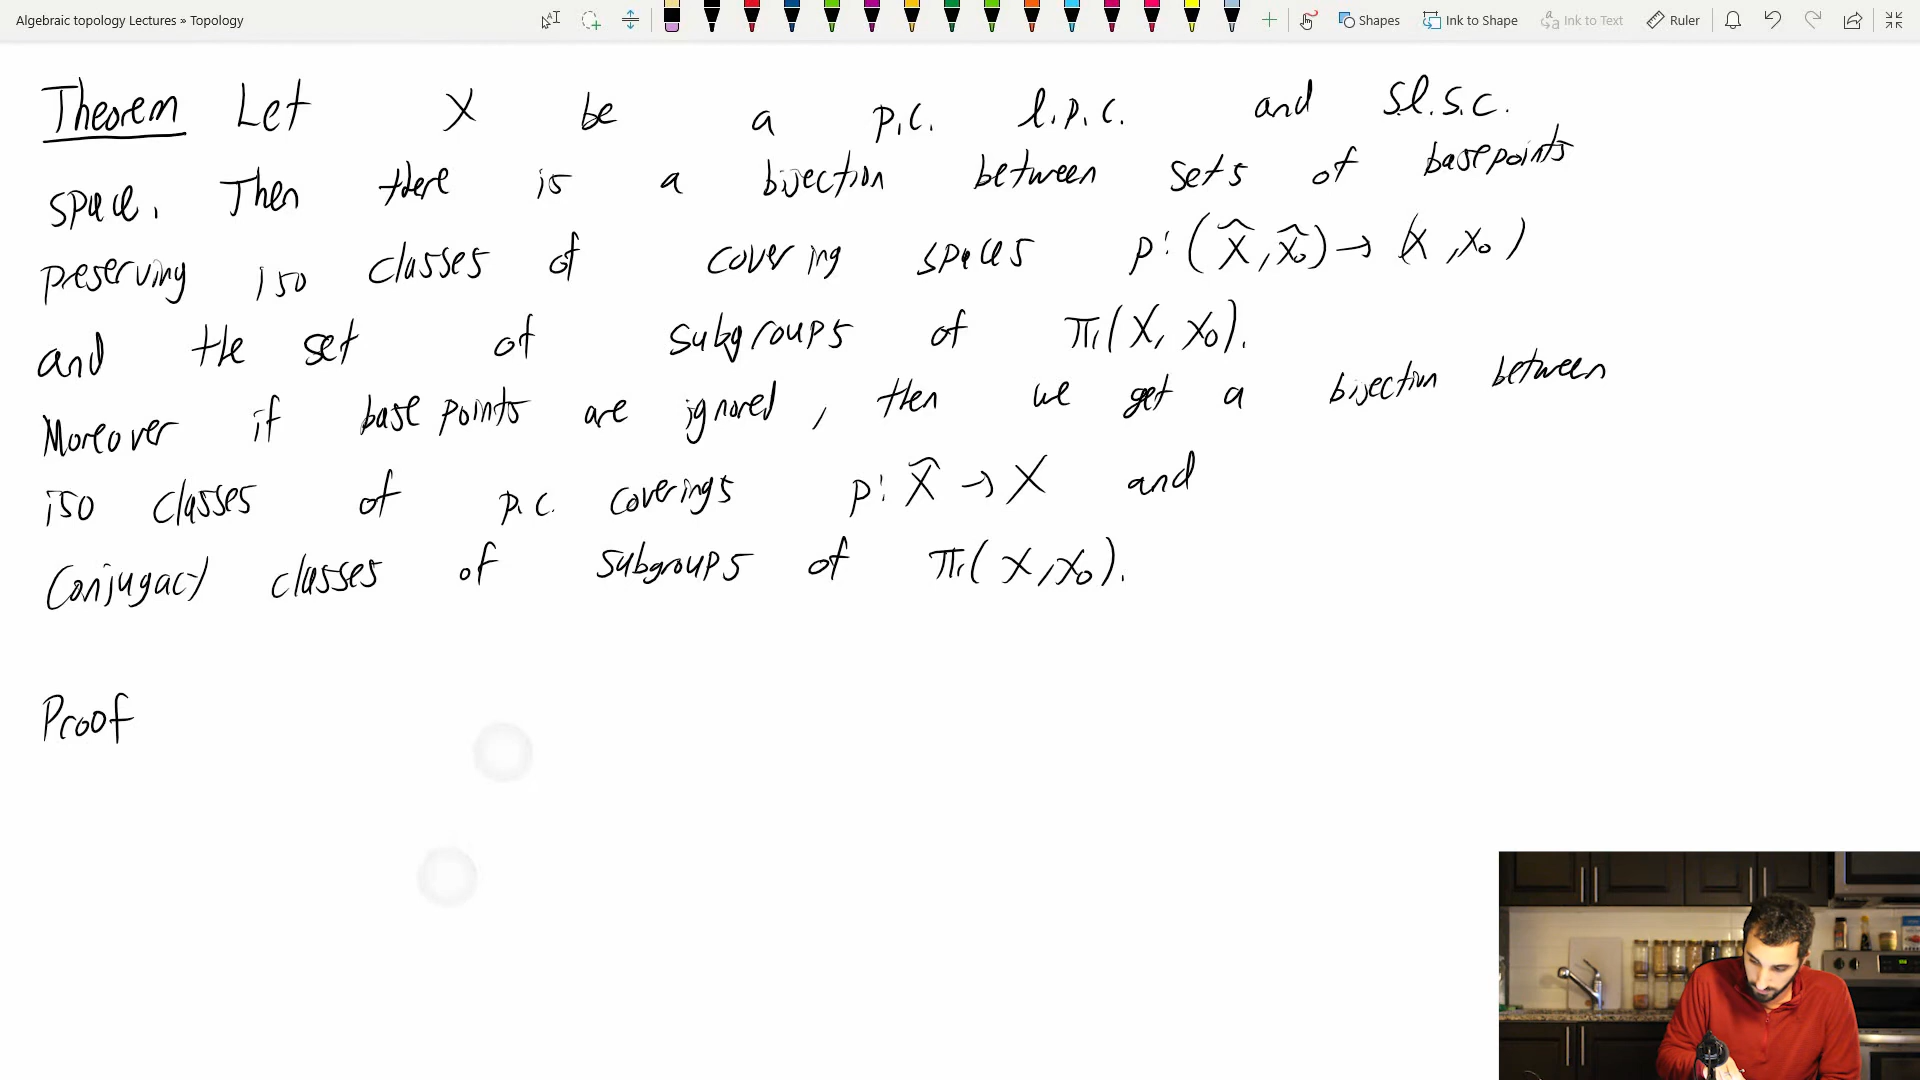 Algebraic topology Lectures » Topology
Shapes Ink to Shape Ink to Text Ruler
Theorem Let X be a p.c. l.p.c. and s.l.s.c.
space. Then there is a bijection between sets of basepoints
preserving iso classes of covering spaces p: (X̂, x̂₀) → (X, x₀)
and the set of subgroups of π₁(X, x₀).
Moreover if base points are ignored, then we get a bijection between
iso classes of p.c. coverings p: X̂ → X and
Conjugacy classes of subgroups of π₁(X, x₀).
Proof